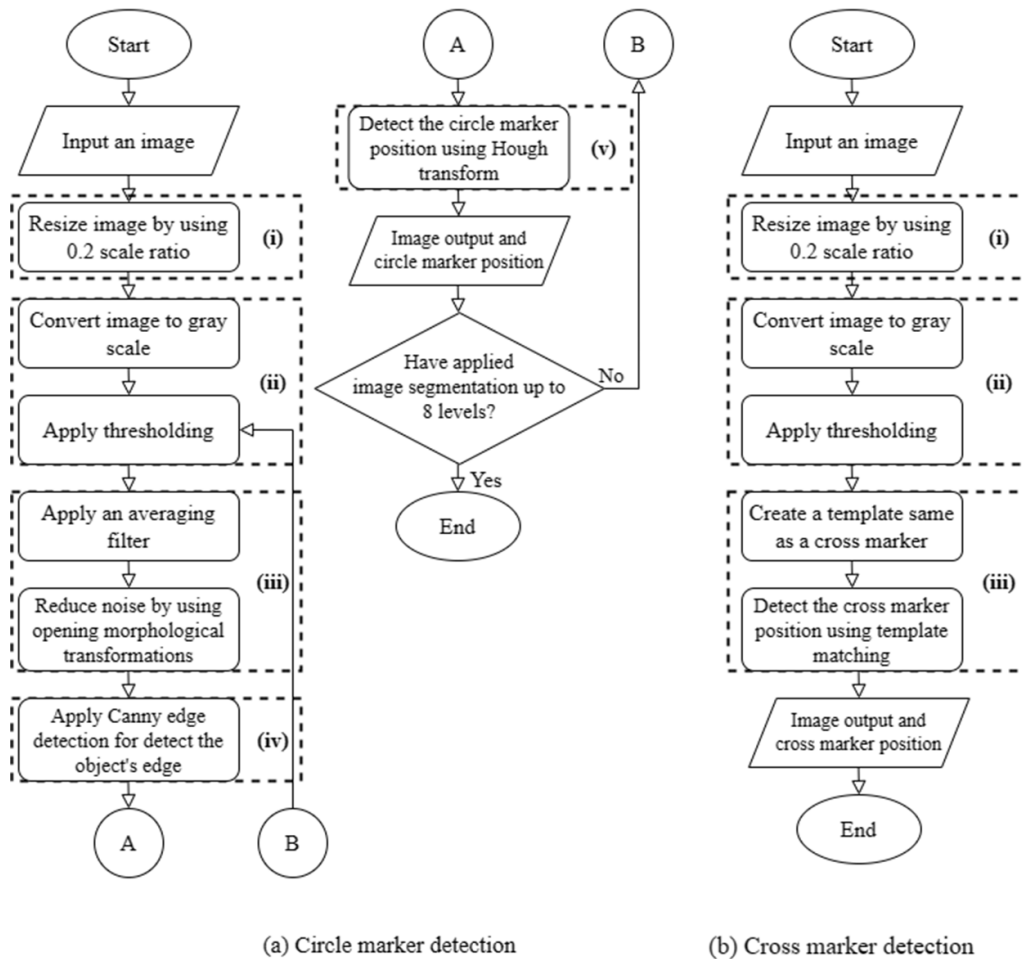 Start
Input an image
Resize image by using
0.2 scale ratio
(i)
Convert image to gray
scale
(ii)
Apply thresholding
Apply an averaging
filter
(iii)
Reduce noise by using
opening morphological
transformations
Apply Canny edge
detection for detect the
object's edge
(iv)
A
B
A
Detect the circle marker
position using Hough
transform
(v)
Image output and
circle marker position
Have applied
image segmentation up to
8 levels?
No
Yes
End
B
(a) Circle marker detection
Start
Input an image
Resize image by using
0.2 scale ratio
(i)
Convert image to gray
scale
(ii)
Apply thresholding
Create a template same
as a cross marker
(iii)
Detect the cross marker
position using template
matching
Image output and
cross marker position
End
(b) Cross marker detection